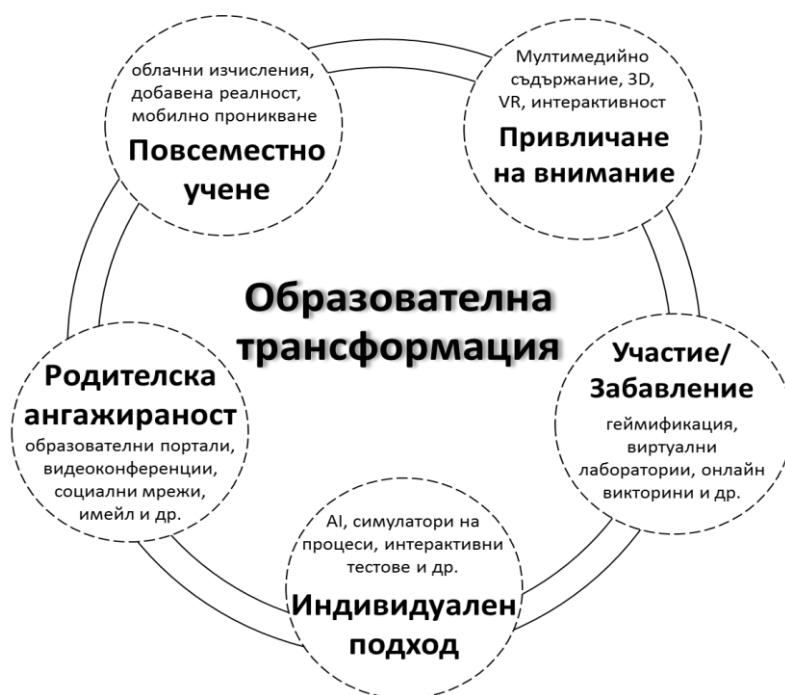 облачни изчисления,
добавена реалност,
мобилно проникване
Повсеместно
учене
Мултимедийно
съдържание, 3D,
VR, интерактивност
Привличане
на внимание
Образователна
трансформация
Родителска
ангажираност
образователни портали,
видеоконференции,
социални мрежи,
имейл и др.
Участие/
Забавление
геймификация,
виртуални
лаборатории, онлайн
викторини и др.
AI, симулатори на
процеси, интерактивни
тестове и др.
Индивидуален
подход